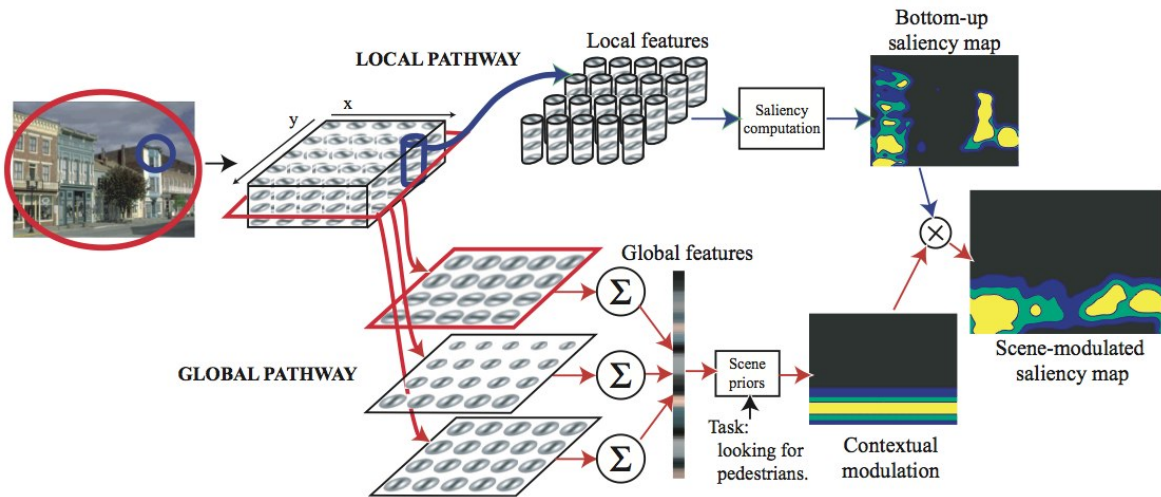 Bottom-up
saliency map
Local features
LOCAL PATHWAY
x
y
Saliency
computation
×
Global features
Σ
Σ
Σ
GLOBAL PATHWAY
Scene
priors
Task:
looking for
pedestrians.
Contextual
modulation
Scene-modulated
saliency map